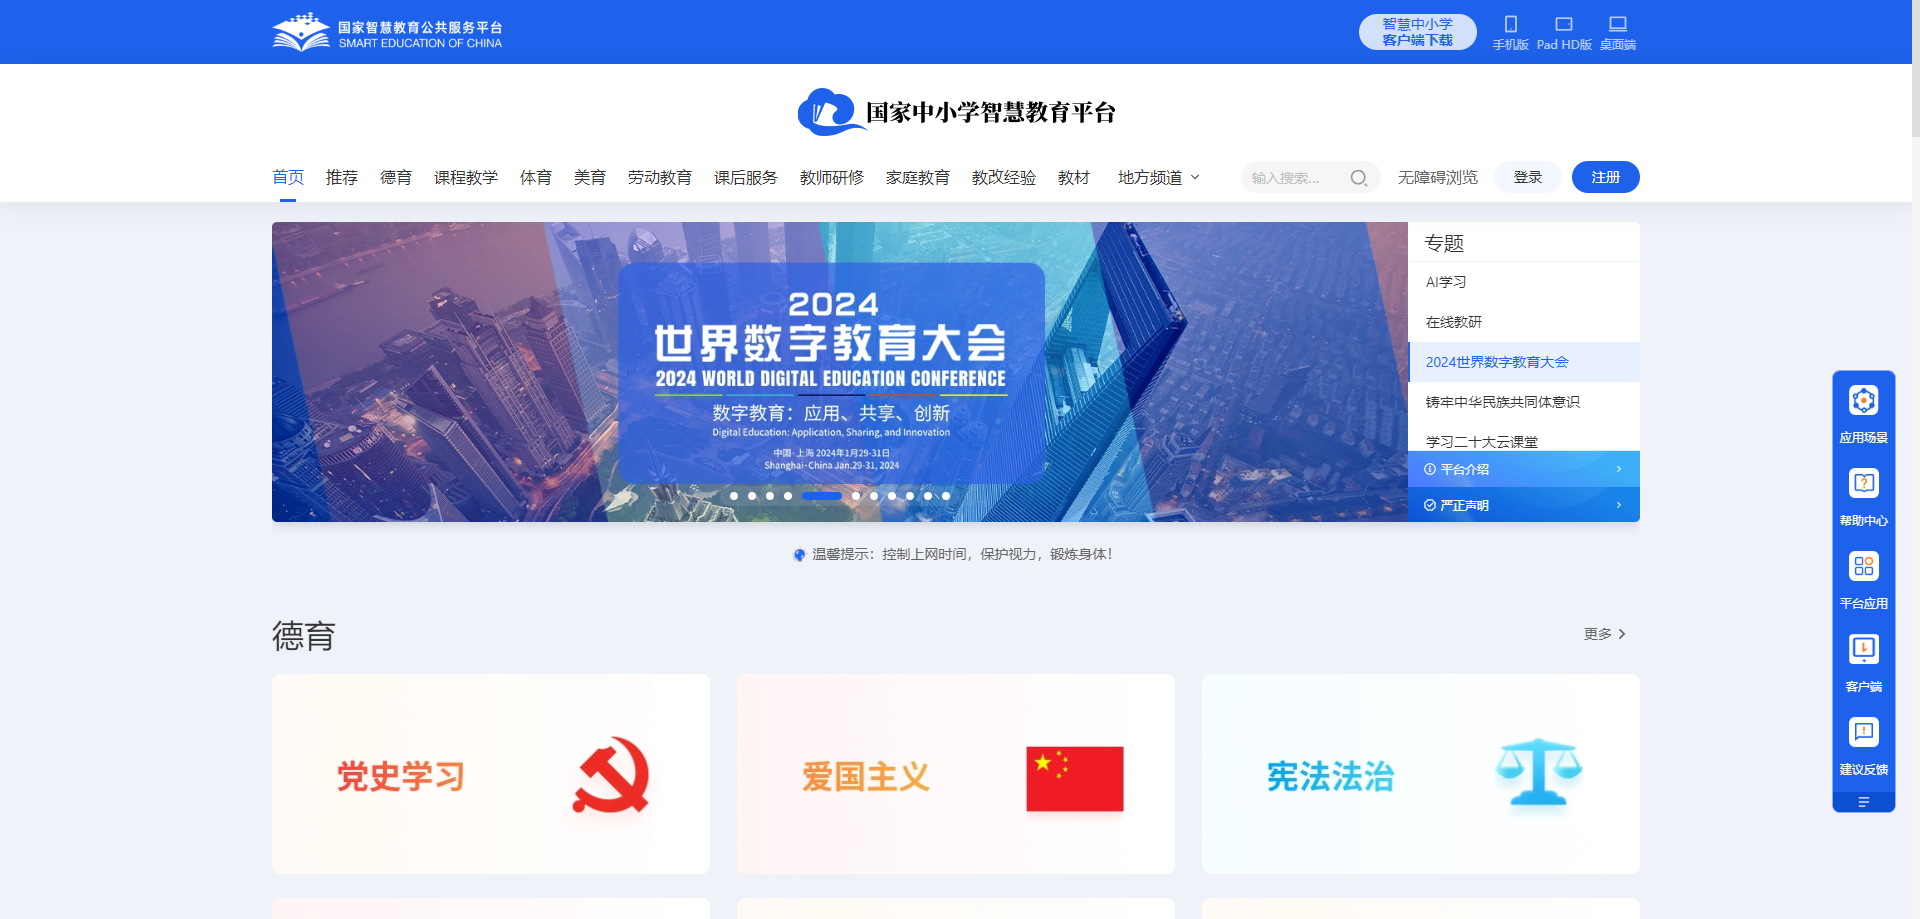 国家智慧教育公共服务平台
SMART EDUCATION OF CHINA
智慧中小学
客户端下载
手机版
Pad HD版
桌面端
国家中小学智慧教育平台
首页
推荐
德育
课程教学
体育
美育
劳动教育
课后服务
教师研修
家庭教育
教改经验
教材
地方频道
输入搜索...
无障碍浏览
登录
注册
2024
世界数字教育大会
2024 WORLD DIGITAL EDUCATION CONFERENCE
数字教育：应用、共享、创新
Digital Education: Application, Sharing, and Innovation
中国·上海 2024年1月29-31日
Shanghai·China Jan.29-31, 2024
专题
AI学习
在线教研
2024世界数字教育大会
铸牢中华民族共同体意识
学习二十大云课堂
平台介绍
严正声明
温馨提示：控制上网时间，保护视力，锻炼身体！
德育
更多
党史学习
爱国主义
宪法法治
应用场景
帮助中心
平台应用
客户端
建议反馈